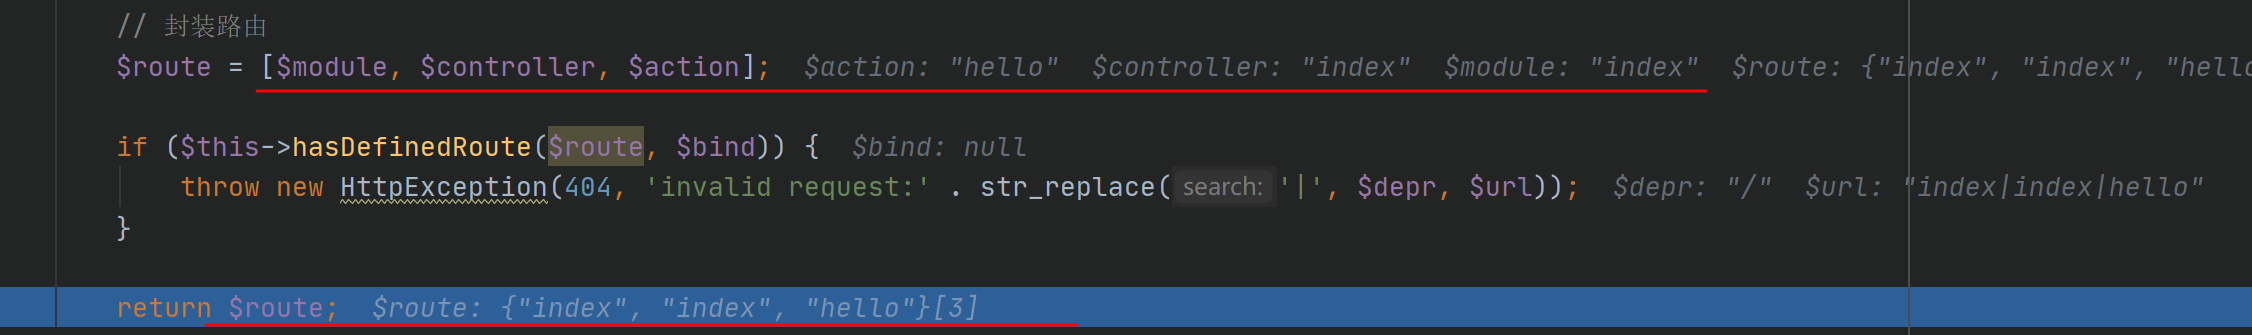 // 封装路由
$route = [$module, $controller, $action]; $action: "hello" $controller: "index" $module: "index" $route: {"index", "index", "hello
if ($this->hasDefinedRoute($route, $bind)) { $bind: null
throw new HttpException(404, 'invalid request:' . str_replace( search: '|', $depr, $url)); $depr: "/" $url: "index|index|hello"
}
return $route; $route: {"index", "index", "hello"}[3]